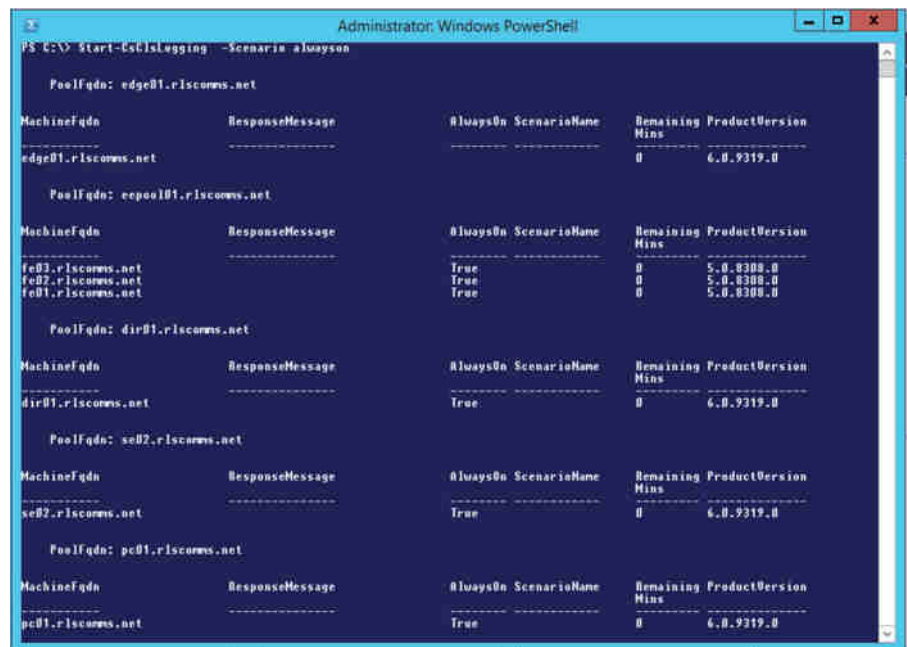 Administrator: Windows PowerShell
PS C:\> Start-CsClsLogging -Scenario alwayson
PoolFqdn: edge01.rlscomms.net
MachineFqdn ResponseMessage AlwaysOn ScenarioName Remaining ProductVersion
Mins
----------- --------------- -------- ------------ --------- --------------
edge01.rlscomms.net 0 6.0.9319.0
PoolFqdn: eepool01.rlscomms.net
MachineFqdn ResponseMessage AlwaysOn ScenarioName Remaining ProductVersion
Mins
----------- --------------- -------- ------------ --------- --------------
fe03.rlscomms.net True 0 5.0.8308.0
fe02.rlscomms.net True 0 5.0.8308.0
fe01.rlscomms.net True 0 5.0.8308.0
PoolFqdn: dir01.rlscomms.net
MachineFqdn ResponseMessage AlwaysOn ScenarioName Remaining ProductVersion
Mins
----------- --------------- -------- ------------ --------- --------------
dir01.rlscomms.net True 0 6.0.9319.0
PoolFqdn: se02.rlscomms.net
MachineFqdn ResponseMessage AlwaysOn ScenarioName Remaining ProductVersion
Mins
----------- --------------- -------- ------------ --------- --------------
se02.rlscomms.net True 0 6.0.9319.0
PoolFqdn: pc01.rlscomms.net
MachineFqdn ResponseMessage AlwaysOn ScenarioName Remaining ProductVersion
Mins
----------- --------------- -------- ------------ --------- --------------
pc01.rlscomms.net True 0 6.0.9319.0